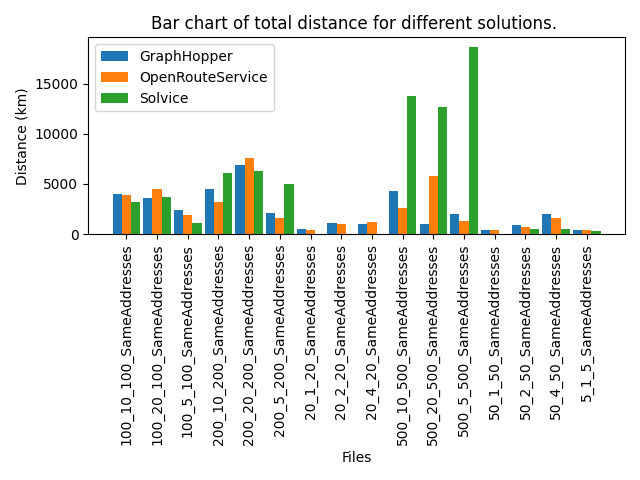 Bar chart of total distance for different solutions.
GraphHopper
OpenRouteService
Solvice
Distance (km)
15000
10000
5000
0
100_10_100_SameAddresses
100_20_100_SameAddresses
100_5_100_SameAddresses
200_10_200_SameAddresses
200_20_200_SameAddresses
200_5_200_SameAddresses
20_1_20_SameAddresses
20_2_20_SameAddresses
20_4_20_SameAddresses
500_10_500_SameAddresses
500_20_500_SameAddresses
500_5_500_SameAddresses
50_1_50_SameAddresses
50_2_50_SameAddresses
50_4_50_SameAddresses
5_1_5_SameAddresses
Files